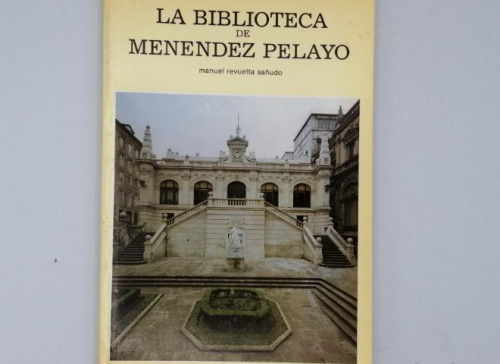 LA BIBLIOTECA
DE
MENENDEZ PELAYO
manuel revuelta sañudo